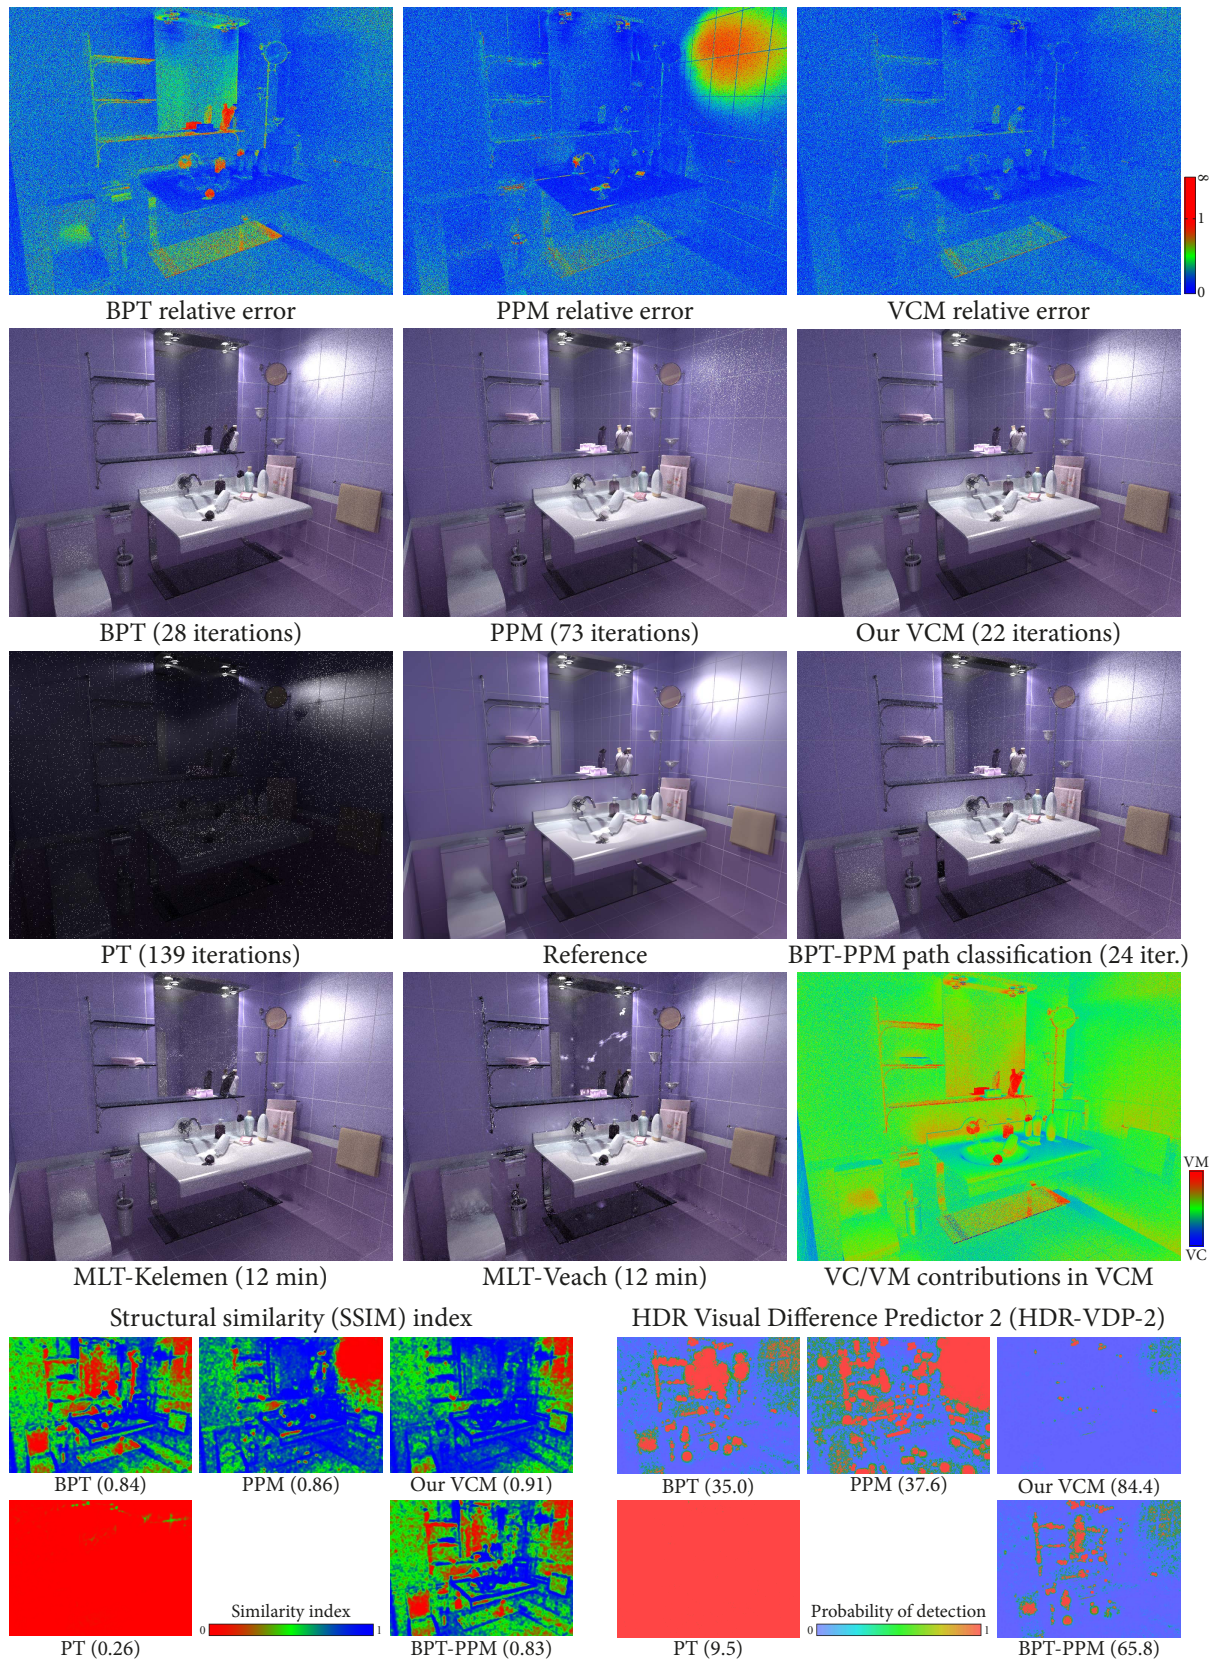 ∞
1
0
BPT relative error
PPM relative error
VCM relative error
BPT (28 iterations)
PPM (73 iterations)
Our VCM (22 iterations)
PT (139 iterations)
Reference
BPT-PPM path classification (24 iter.)
VM
VC
MLT-Kelemen (12 min)
MLT-Veach (12 min)
VC/VM contributions in VCM
Structural similarity (SSIM) index
HDR Visual Difference Predictor 2 (HDR-VDP-2)
BPT (0.84)
PPM (0.86)
Our VCM (0.91)
BPT (35.0)
PPM (37.6)
Our VCM (84.4)
Similarity index
0 1
Probability of detection
0 1
PT (0.26)
BPT-PPM (0.83)
PT (9.5)
BPT-PPM (65.8)